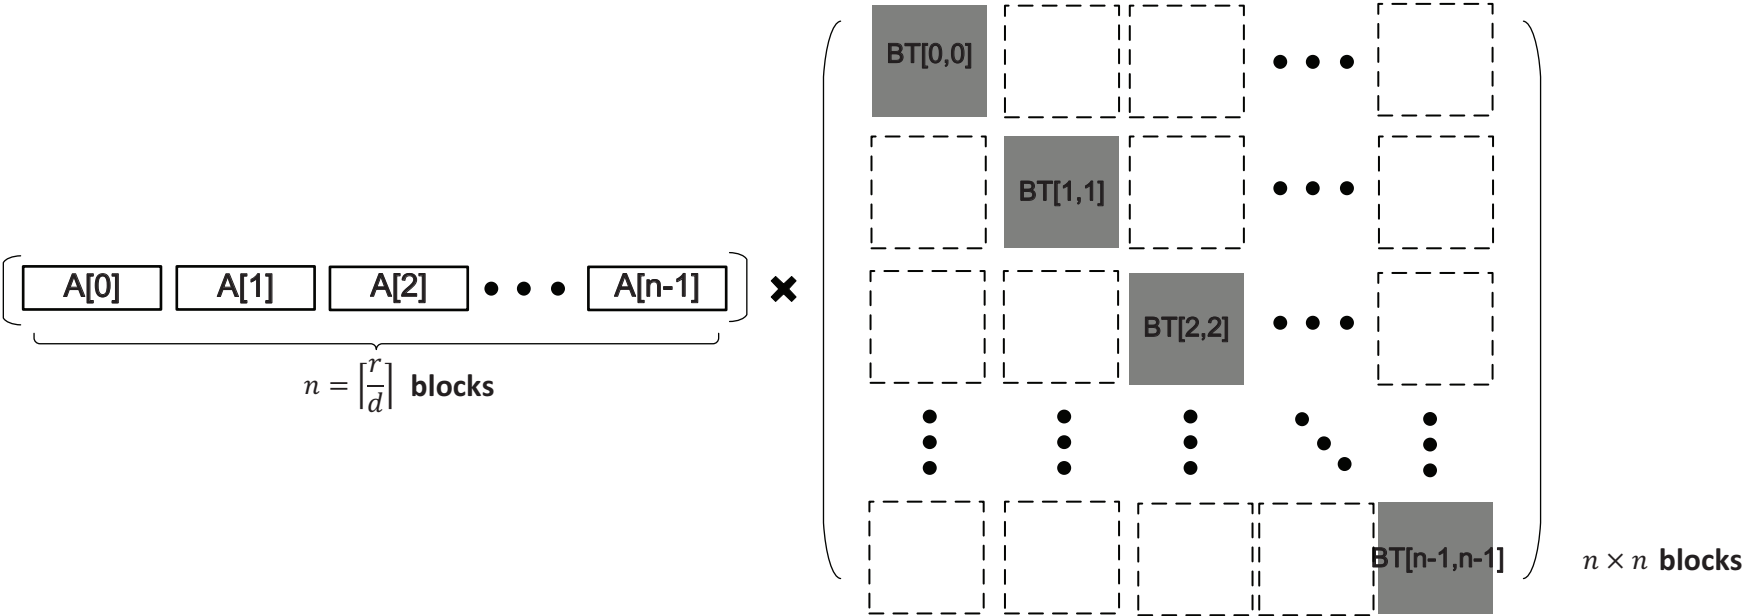 BT[0,0]
BT[1,1]
A[0] A[1] A[2] A[n-1] ×
BT[2,2]
n = ⌈r/d⌉ blocks
BT[n-1,n-1]
n × n blocks